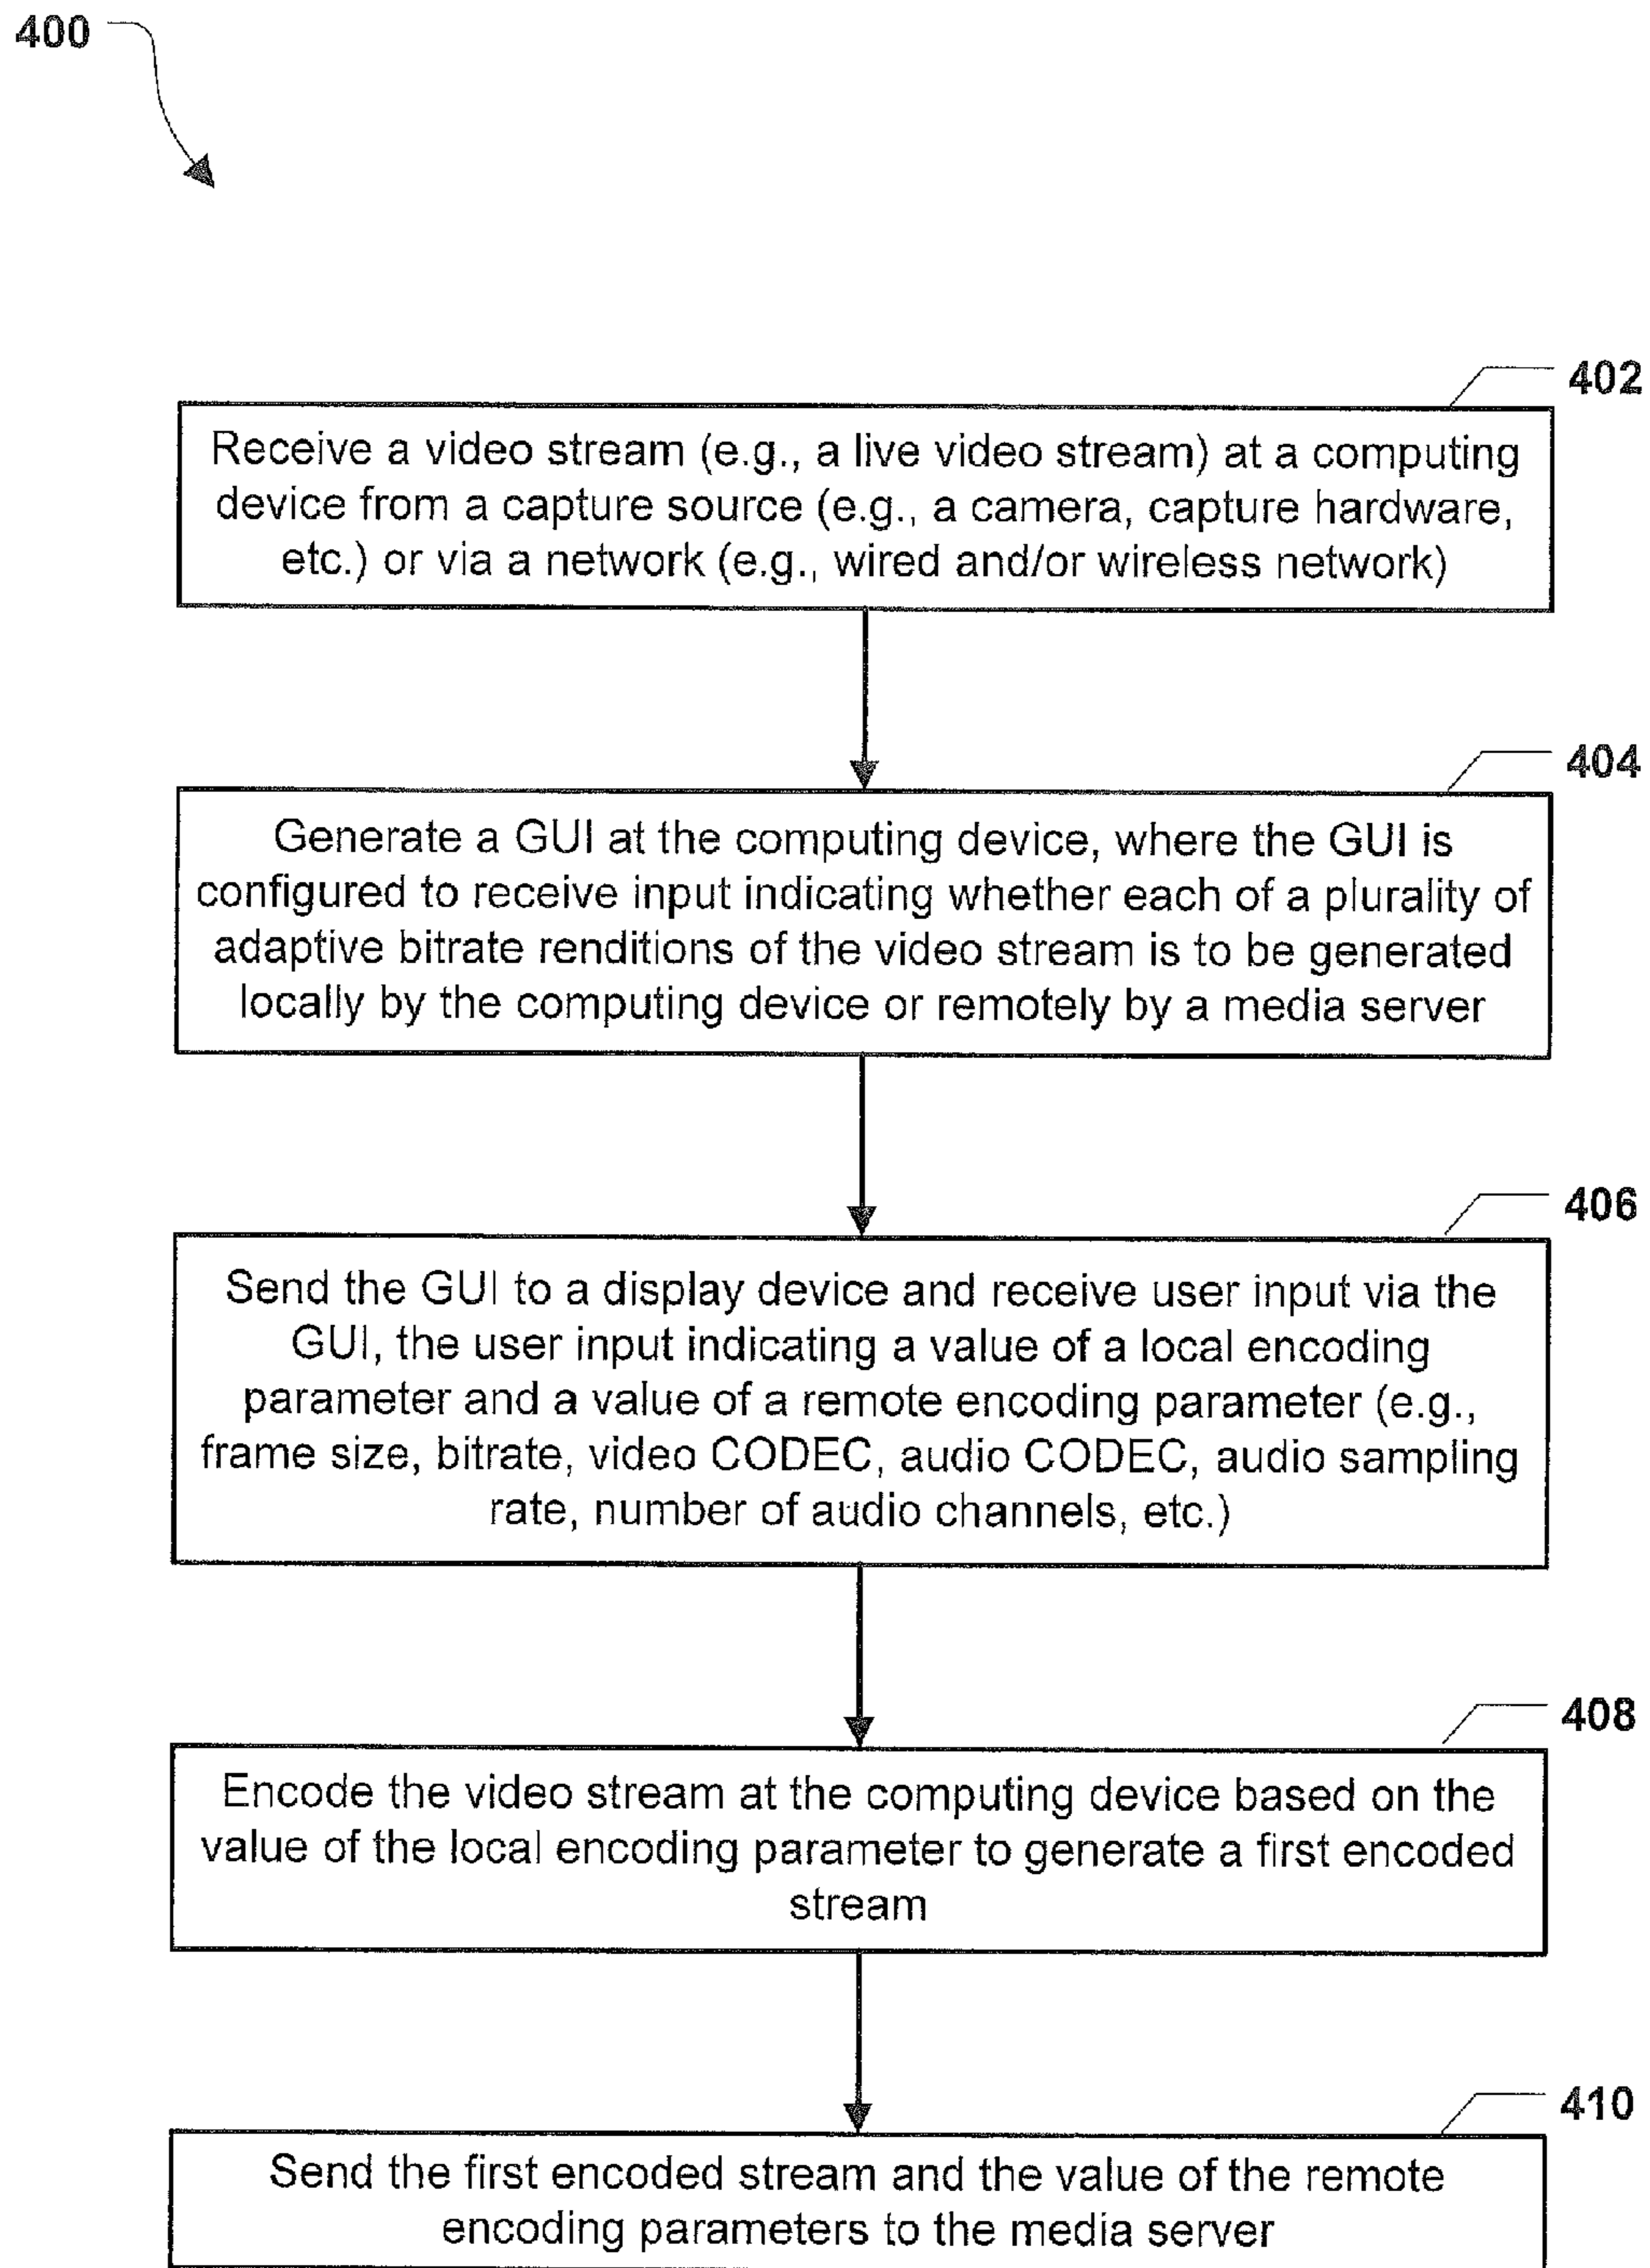 400
402
Receive a video stream (e.g., a live video stream) at a computing
device from a capture source (e.g., a camera, capture hardware,
etc.) or via a network (e.g., wired and/or wireless network)
404
Generate a GUI at the computing device, where the GUI is
configured to receive input indicating whether each of a plurality of
adaptive bitrate renditions of the video stream is to be generated
locally by the computing device or remotely by a media server
406
Send the GUI to a display device and receive user input via the
GUI, the user input indicating a value of a local encoding
parameter and a value of a remote encoding parameter (e.g.,
frame size, bitrate, video CODEC, audio CODEC, audio sampling
rate, number of audio channels, etc.)
408
Encode the video stream at the computing device based on the
value of the local encoding parameter to generate a first encoded
stream
410
Send the first encoded stream and the value of the remote
encoding parameters to the media server